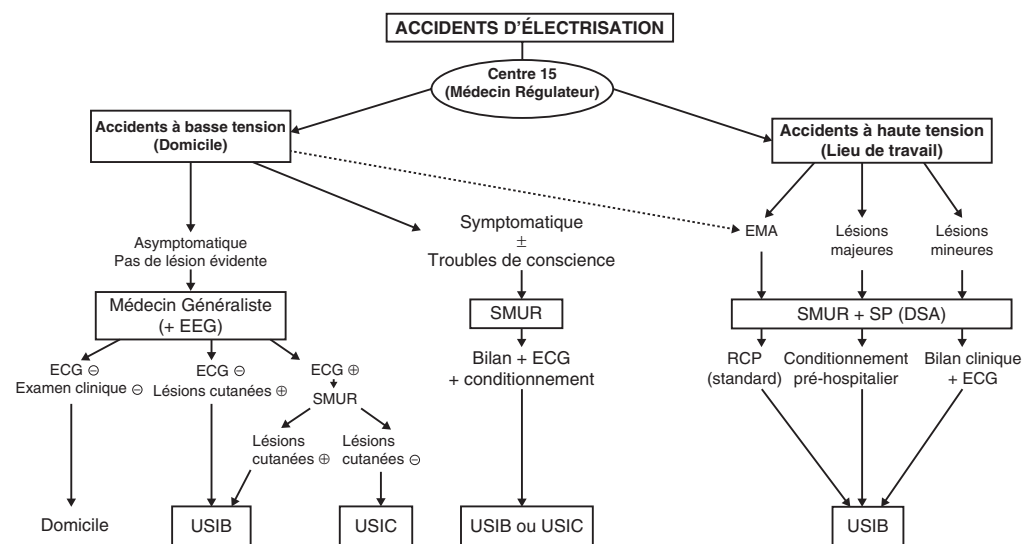 ACCIDENTS D'ÉLECTRISATION
Centre 15
(Médecin Régulateur)
Accidents à basse tension
(Domicile)
Accidents à haute tension
(Lieu de travail)
Asymptomatique
Pas de lésion évidente
Symptomatique
±
Troubles de conscience
EMA
Lésions
majeures
Lésions
mineures
Médecin Généraliste
(+ EEG)
SMUR
SMUR + SP (DSA)
ECG ⊖
Examen clinique ⊖
ECG ⊖
Lésions cutanées ⊕
ECG ⊕
SMUR
Bilan + ECG
+ conditionnement
RCP
(standard)
Conditionnement
pré-hospitalier
Bilan clinique
+ ECG
Lésions
cutanées ⊕
Lésions
cutanées ⊖
Domicile
USIB
USIC
USIB ou USIC
USIB